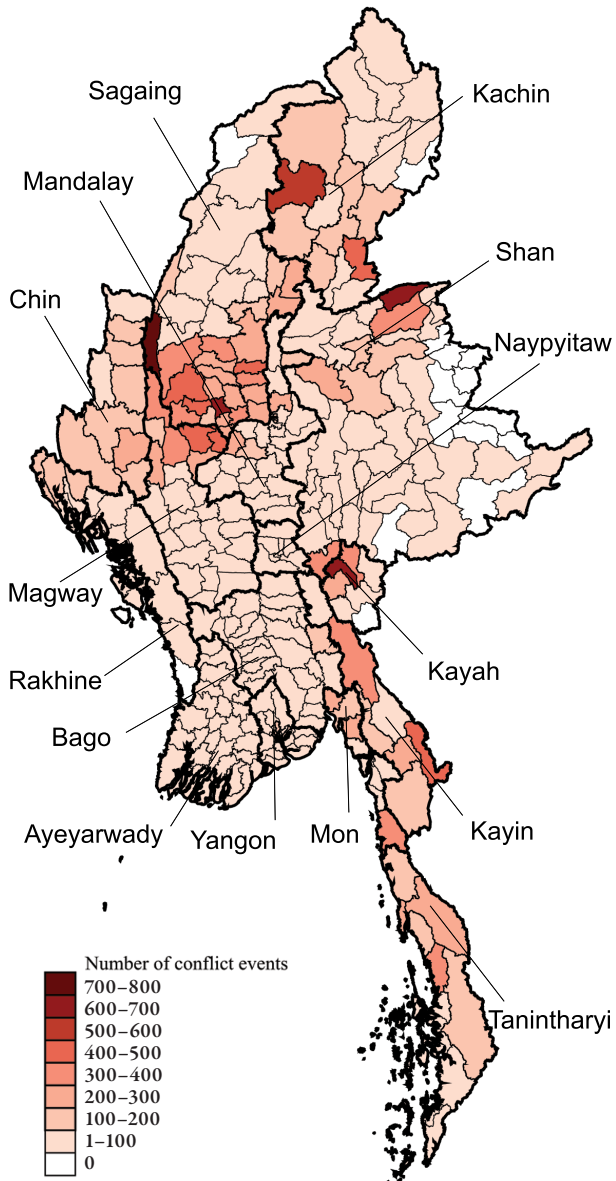 Sagaing
Kachin
Mandalay
Shan
Chin
Naypyitaw
Magway
Kayah
Rakhine
Bago
Ayeyarwady
Yangon
Mon
Kayin
Number of conflict events
700–800
600–700
500–600
400–500
300–400
200–300
100–200
1–100
0
Tanintharyi